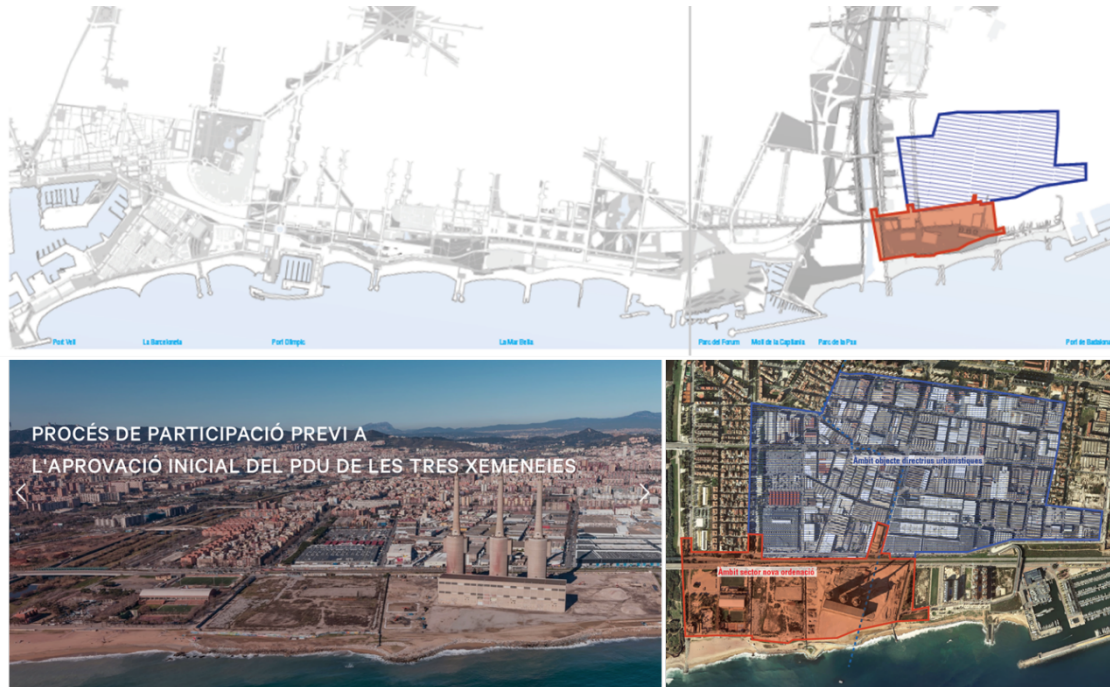 Port Vell
La Barceloneta
Port Olímpic
La Mar Bella
Parc del Forum
Moll de la Capitania
Parc de la Pau
Port de Badalona
PROCÉS DE PARTICIPACIÓ PREVI A
L'APROVACIÓ INICIAL DEL PDU DE LES TRES XEMENEIES
Àmbit objecte directrius urbanístiques
Àmbit sector nova ordenació